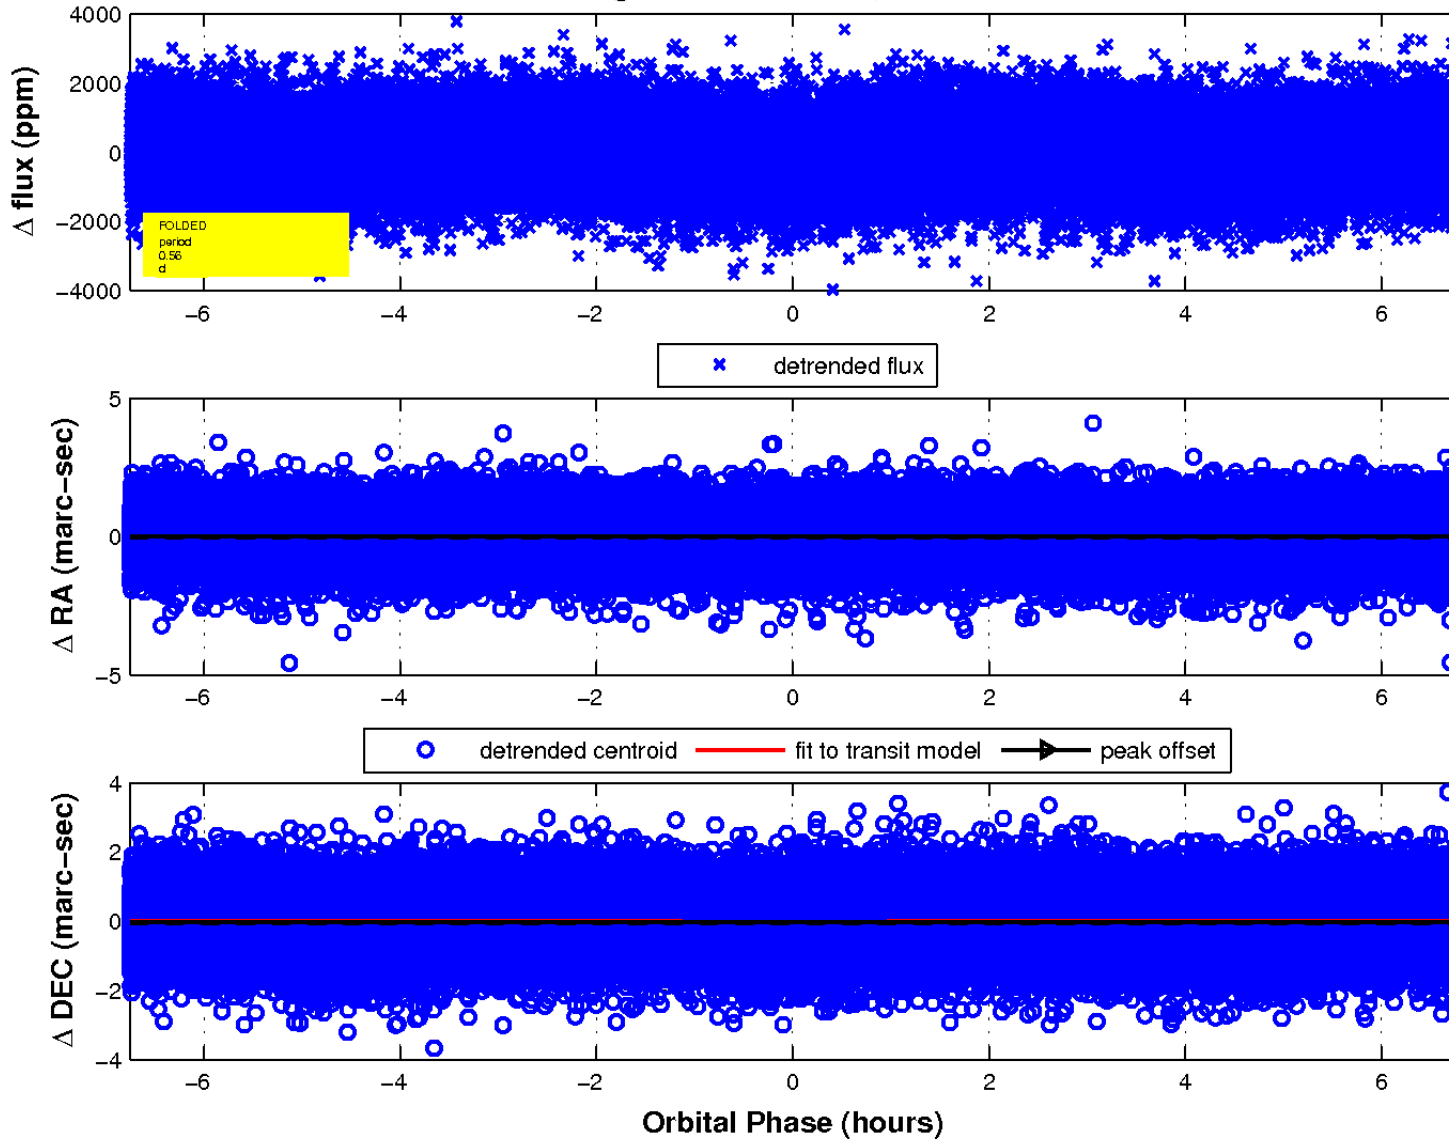 4000
2000
0
−2000
−4000
Δ flux (ppm)
FOLDED
period
0.56
d
−6 −4 −2 0 2 4 6
detrended flux
5
0
−5
Δ RA (marc−sec)
−6 −4 −2 0 2 4 6
detrended centroid fit to transit model peak offset
4
2
0
−2
−4
Δ DEC (marc−sec)
−6 −4 −2 0 2 4 6
Orbital Phase (hours)